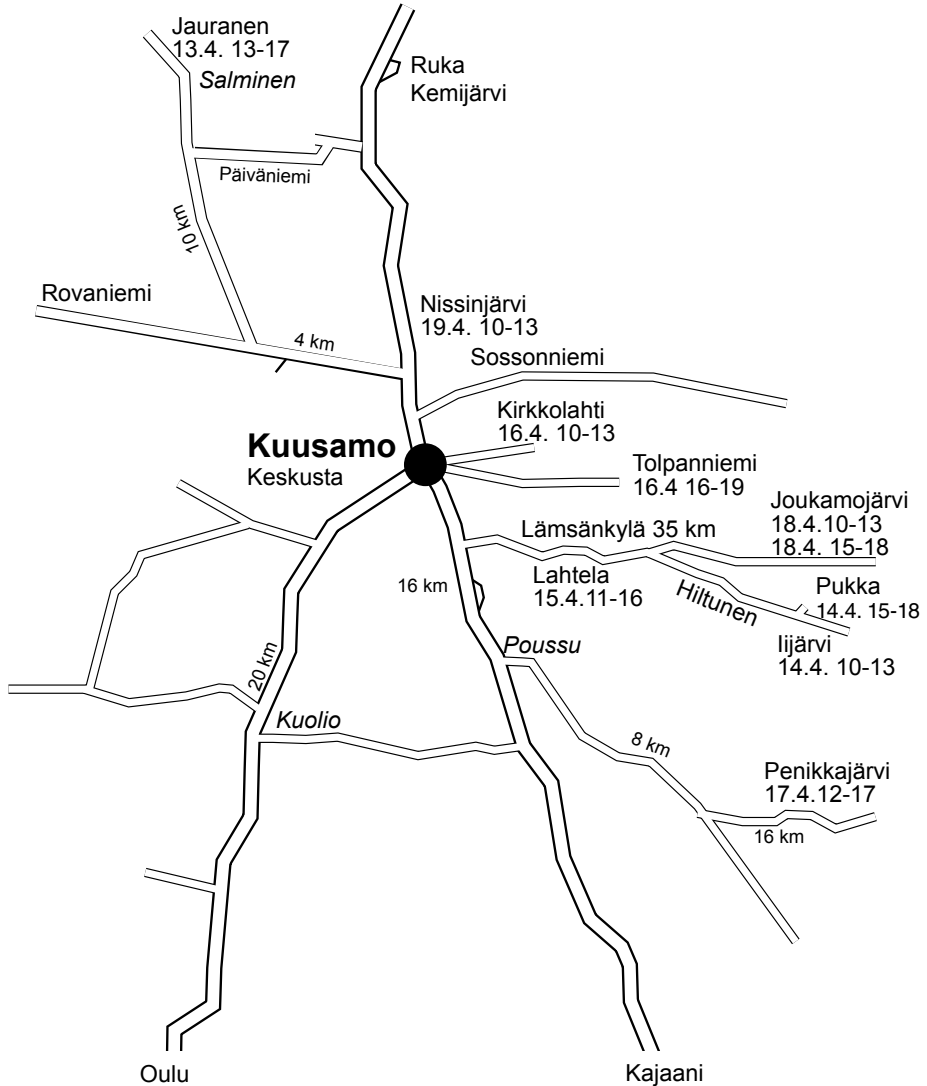 Jauranen
13.4. 13-17
Salminen
Ruka
Kemijärvi
Päiväniemi
10 km
Rovaniemi
4 km
Nissinjärvi
19.4. 10-13
Sossonniemi
Kirkkolahti
16.4. 10-13
Kuusamo
Keskusta
Tolpanniemi
16.4 16-19
Joukamojärvi
18.4.10-13
18.4. 15-18
Lämsänkylä 35 km
Lahtela
15.4.11-16
16 km
Hiltunen
Pukka
14.4. 15-18
Iijärvi
14.4. 10-13
Poussu
20 km
Kuolio
8 km
Penikkajärvi
17.4.12-17
16 km
Oulu
Kajaani